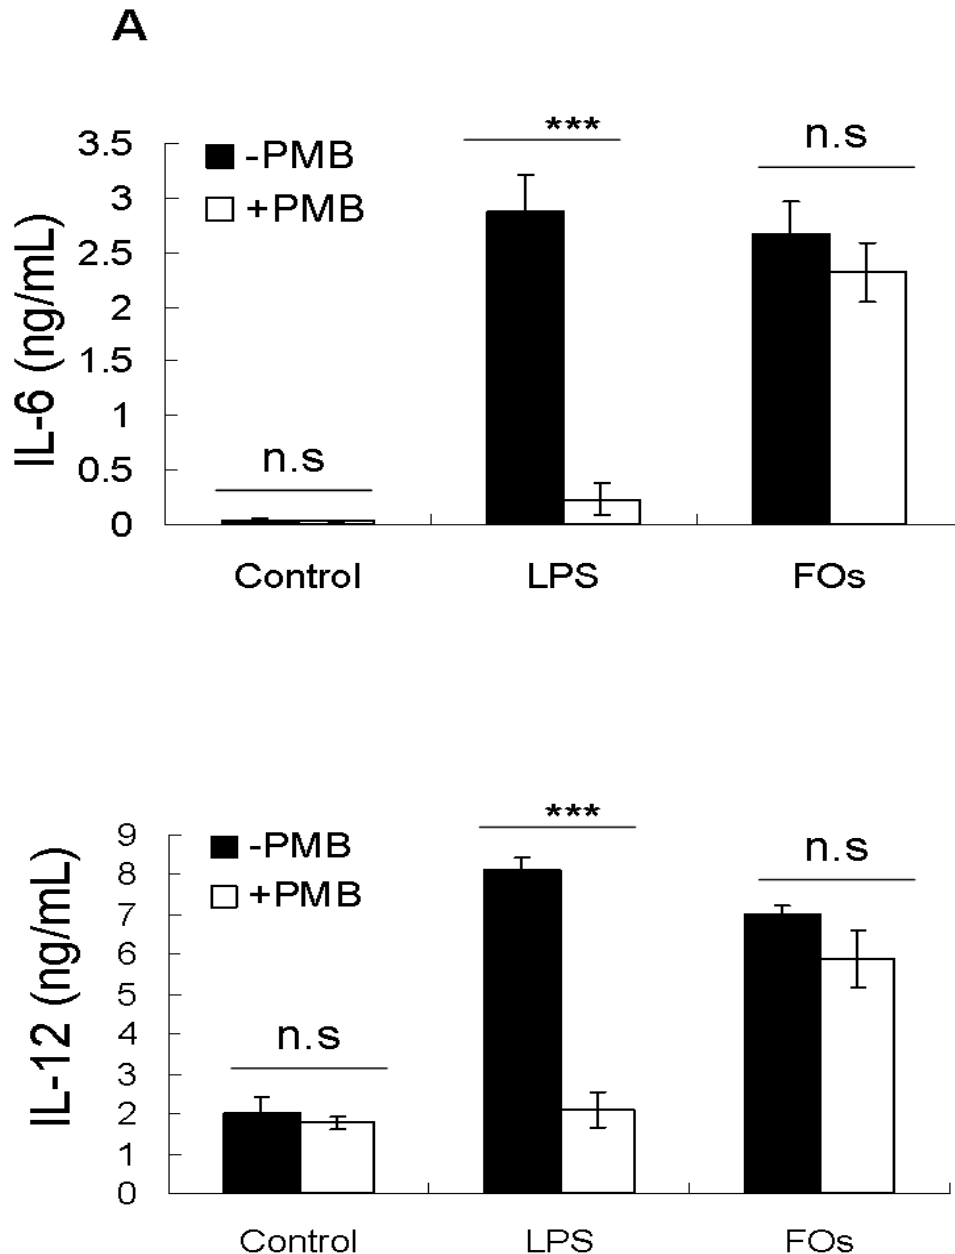 A
IL-6 (ng/mL)
3.5
3
2.5
2
1.5
1
0.5
0
-PMB
+PMB
n.s
***
n.s
Control LPS FOs
IL-12 (ng/mL)
9
8
7
6
5
4
3
2
1
0
-PMB
+PMB
n.s
***
n.s
Control LPS FOs